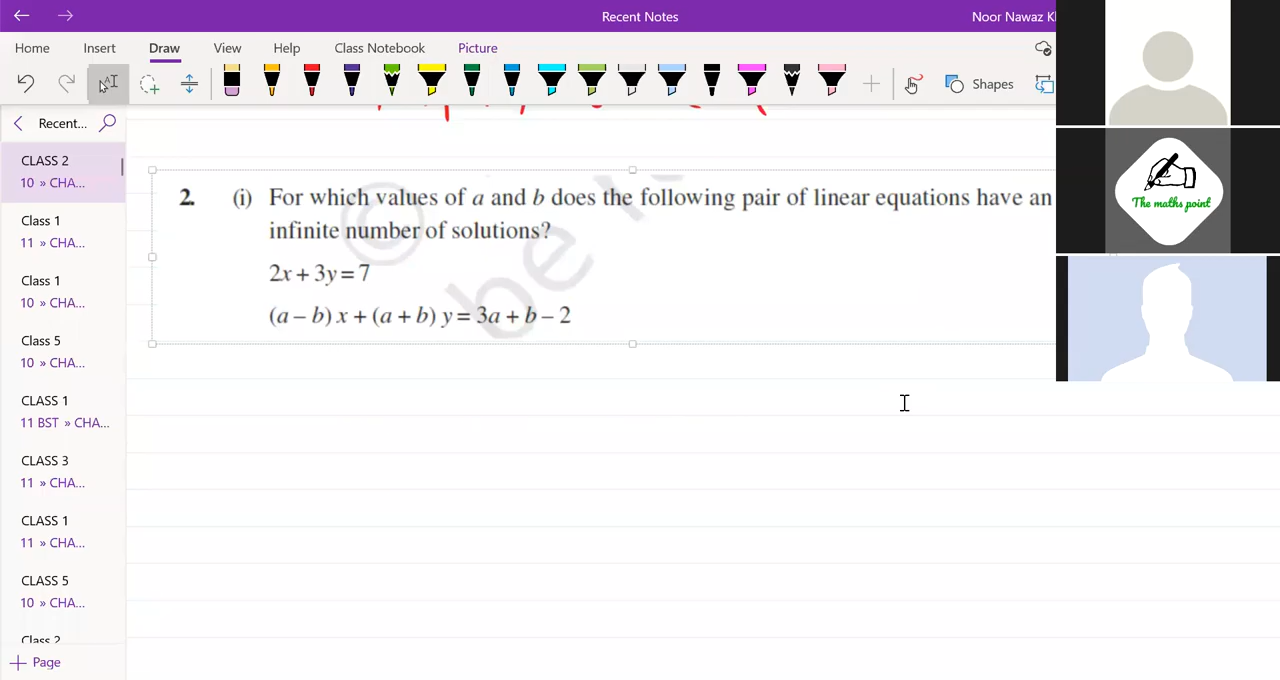 Recent Notes
Noor Nawaz
Home Insert Draw View Help Class Notebook Picture
Shapes
Recent...
CLASS 2
10 » CHA...
Class 1
11 » CHA...
Class 1
10 » CHA...
Class 5
10 » CHA...
CLASS 1
11 BST » CHA...
CLASS 3
11 » CHA...
CLASS 1
11 » CHA...
CLASS 5
10 » CHA...
Class 2
+ Page
2. (i) For which values of a and b does the following pair of linear equations have an
infinite number of solutions?
2x + 3y = 7
(a – b) x + (a + b) y = 3a + b – 2
© be
The maths point